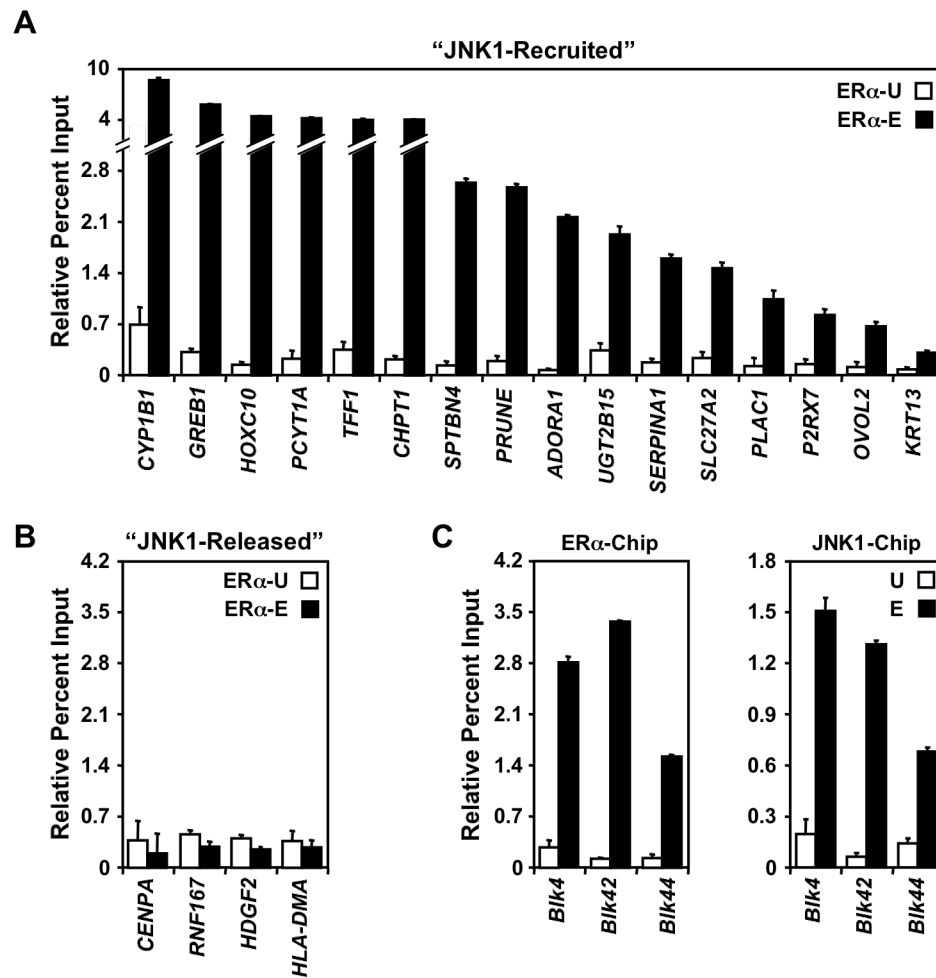 A
“JNK1-Recruited”
Relative Percent Input
10
4
2.8
2.1
1.4
0.7
0
ERα-U
ERα-E
CYP1B1
GREB1
HOXC10
PCYT1A
TFF1
CHPT1
SPTBN4
PRUNE
ADORA1
UGT2B15
SERPINA1
SLC27A2
PLAC1
P2RX7
OVOL2
KRT13
B
“JNK1-Released”
Relative Percent Input
4.2
3.5
2.8
2.1
1.4
0.7
0
ERα-U
ERα-E
CENPA
RNF167
HDGF2
HLA-DMA
C
ERα-Chip
Relative Percent Input
4.2
3.5
2.8
2.1
1.4
0.7
0
Blk4
Blk42
Blk44
JNK1-Chip
1.8
1.5
1.2
0.9
0.6
0.3
0
U
E
Blk4
Blk42
Blk44